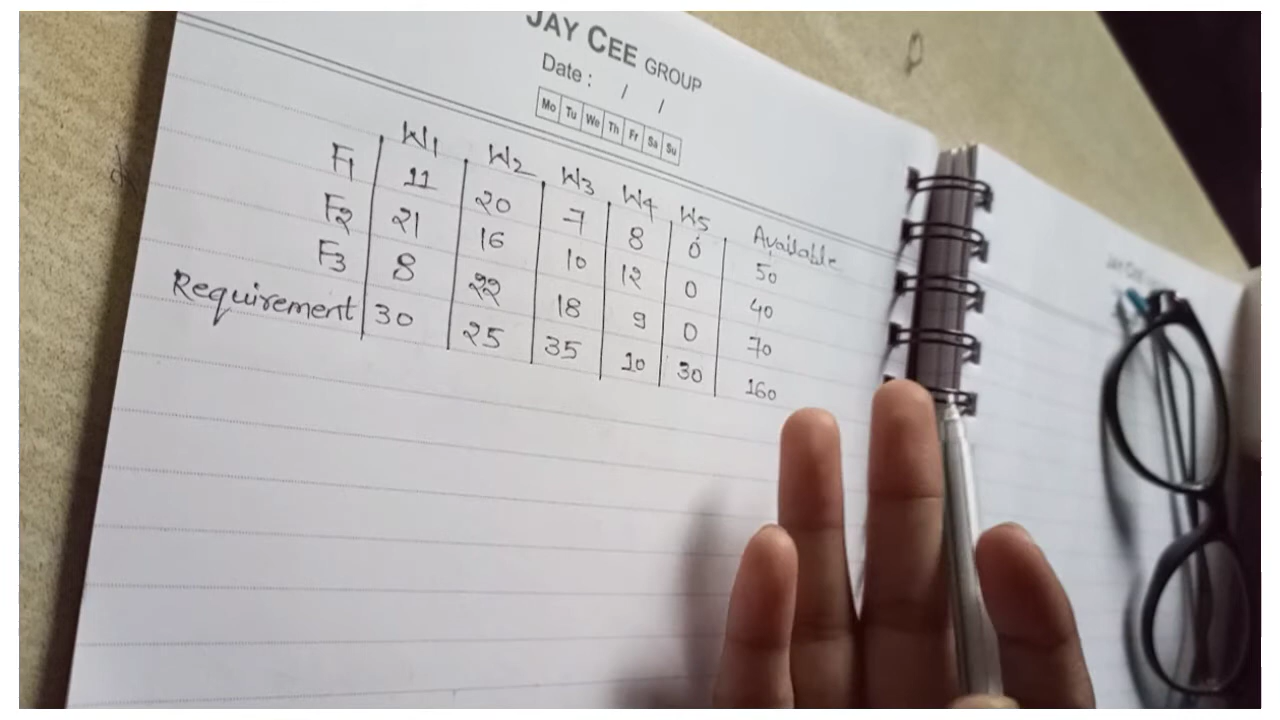 JAY CEE GROUP
Date : / /
Mo Tu We Th Fr Sa Su
W1 W2 W3 W4 W5 Available
F1 11 20 7 8 0 50
F2 21 16 10 12 0 40
F3 8 22 18 9 0 70
Requirement 30 25 35 10 30 160